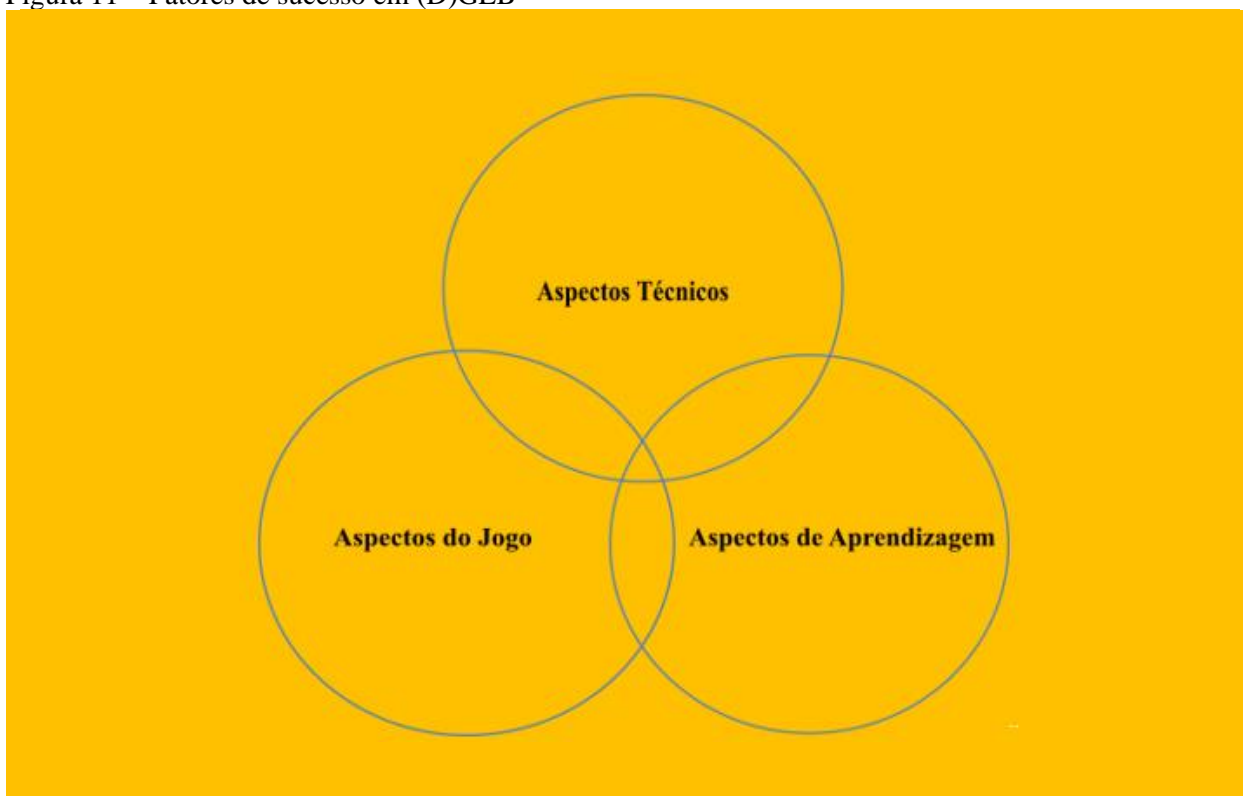 Figura 11 – Fatores de sucesso em (D)GEB
Aspectos Técnicos
Aspectos do Jogo
Aspectos de Aprendizagem